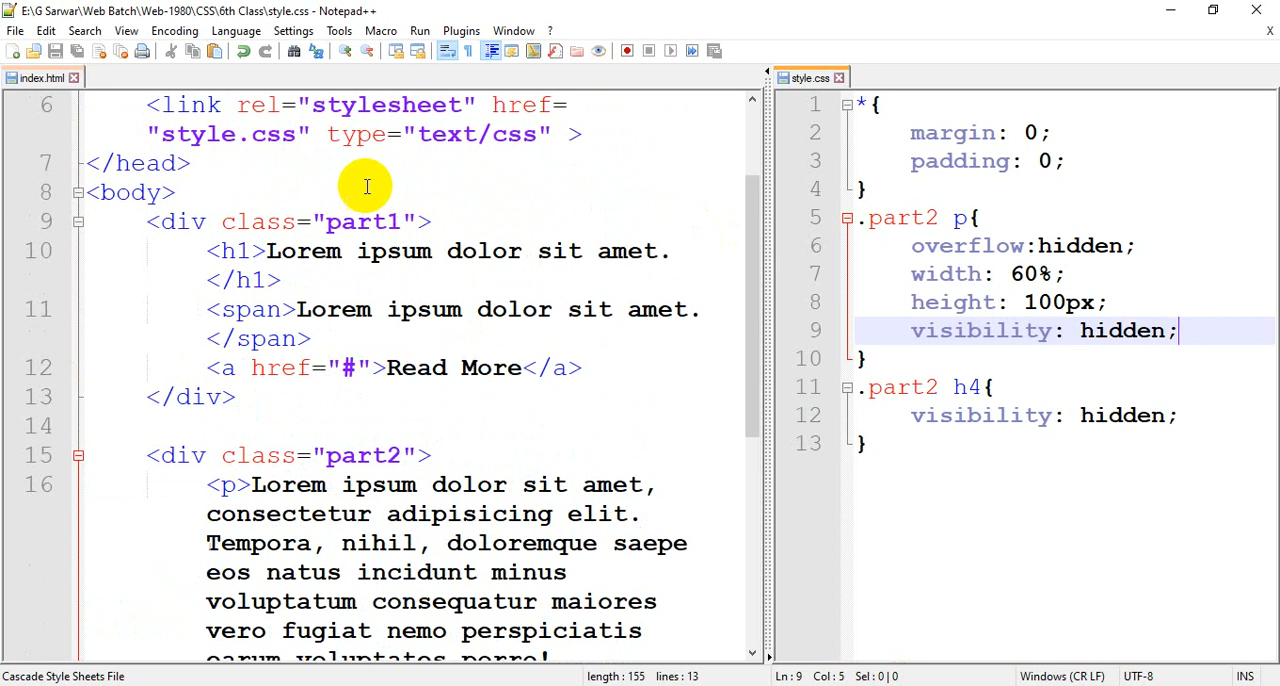 E:\G Sarwar\Web Batch\Web-1980\CSS\6th Class\style.css - Notepad++
File Edit Search View Encoding Language Settings Tools Macro Run Plugins Window ? X
index.html
6 <link rel="stylesheet" href=
"style.css" type="text/css" >
7 </head>
8 <body>
9 <div class="part1">
10 <h1>Lorem ipsum dolor sit amet.
</h1>
11 <span>Lorem ipsum dolor sit amet.
</span>
12 <a href="#">Read More</a>
13 </div>
14
15 <div class="part2">
16 <p>Lorem ipsum dolor sit amet,
consectetur adipisicing elit.
Tempora, nihil, doloremque saepe
eos natus incidunt minus
voluptatum consequatur maiores
vero fugiat nemo perspiciatis
earum voluptates porro!
style.css
1 *{
2 margin: 0;
3 padding: 0;
4 }
5 .part2 p{
6 overflow:hidden;
7 width: 60%;
8 height: 100px;
9 visibility: hidden;
10 }
11 .part2 h4{
12 visibility: hidden;
13 }
Cascade Style Sheets File length : 155 lines : 13 Ln : 9 Col : 5 Sel : 0 | 0 Windows (CR LF) UTF-8 INS